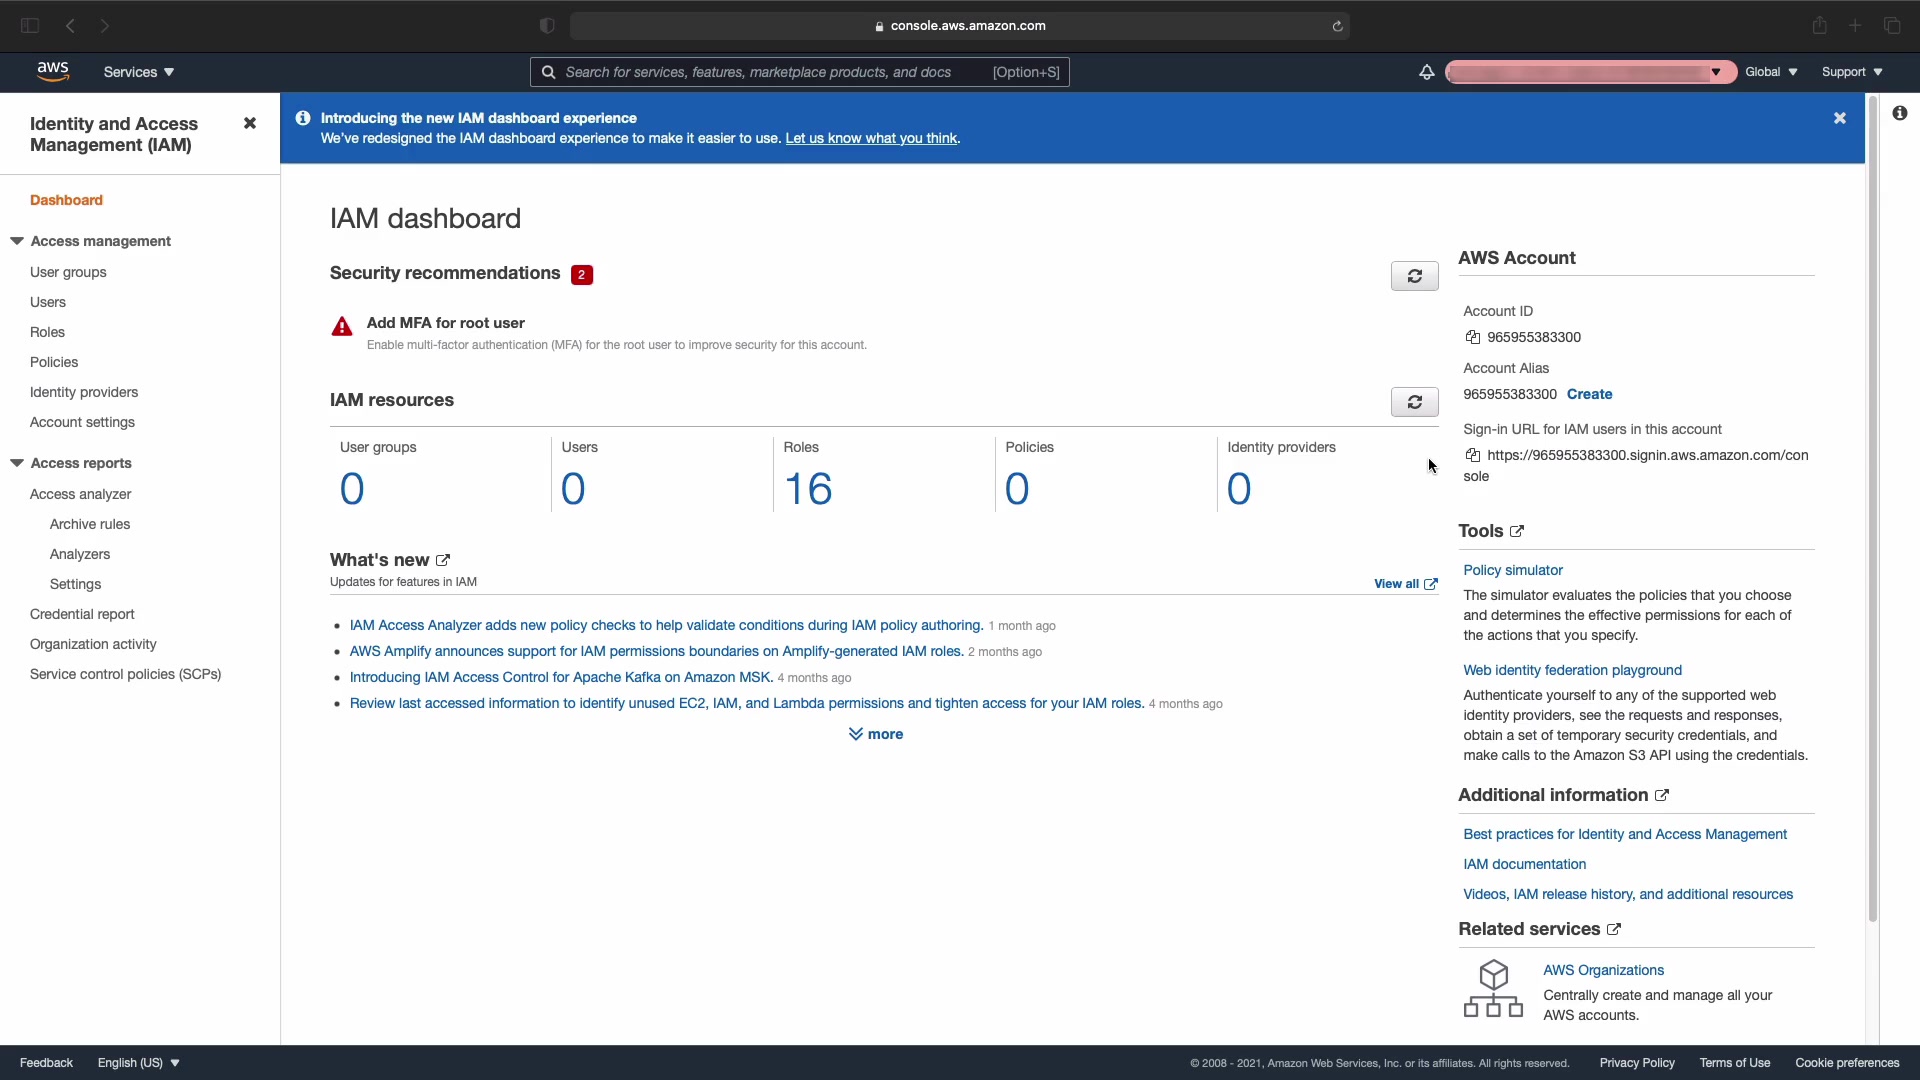 console.aws.amazon.com
aws
Services
Search for services, features, marketplace products, and docs [Option+S]
Global
Support
Identity and Access
Management (IAM)
Dashboard
Access management
User groups
Users
Roles
Policies
Identity providers
Account settings
Access reports
Access analyzer
Archive rules
Analyzers
Settings
Credential report
Organization activity
Service control policies (SCPs)
Introducing the new IAM dashboard experience
We've redesigned the IAM dashboard experience to make it easier to use. Let us know what you think.
IAM dashboard
Security recommendations 2
Add MFA for root user
Enable multi-factor authentication (MFA) for the root user to improve security for this account.
IAM resources
User groups
0
Users
0
Roles
16
Policies
0
Identity providers
0
What's new
Updates for features in IAM
View all
• IAM Access Analyzer adds new policy checks to help validate conditions during IAM policy authoring. 1 month ago
• AWS Amplify announces support for IAM permissions boundaries on Amplify-generated IAM roles. 2 months ago
• Introducing IAM Access Control for Apache Kafka on Amazon MSK. 4 months ago
• Review last accessed information to identify unused EC2, IAM, and Lambda permissions and tighten access for your IAM roles. 4 months ago
more
AWS Account
Account ID
965955383300
Account Alias
965955383300 Create
Sign-in URL for IAM users in this account
https://965955383300.signin.aws.amazon.com/con
sole
Tools
Policy simulator
The simulator evaluates the policies that you choose
and determines the effective permissions for each of
the actions that you specify.
Web identity federation playground
Authenticate yourself to any of the supported web
identity providers, see the requests and responses,
obtain a set of temporary security credentials, and
make calls to the Amazon S3 API using the credentials.
Additional information
Best practices for Identity and Access Management
IAM documentation
Videos, IAM release history, and additional resources
Related services
AWS Organizations
Centrally create and manage all your
AWS accounts.
Feedback
English (US)
© 2008 - 2021, Amazon Web Services, Inc. or its affiliates. All rights reserved.
Privacy Policy
Terms of Use
Cookie preferences